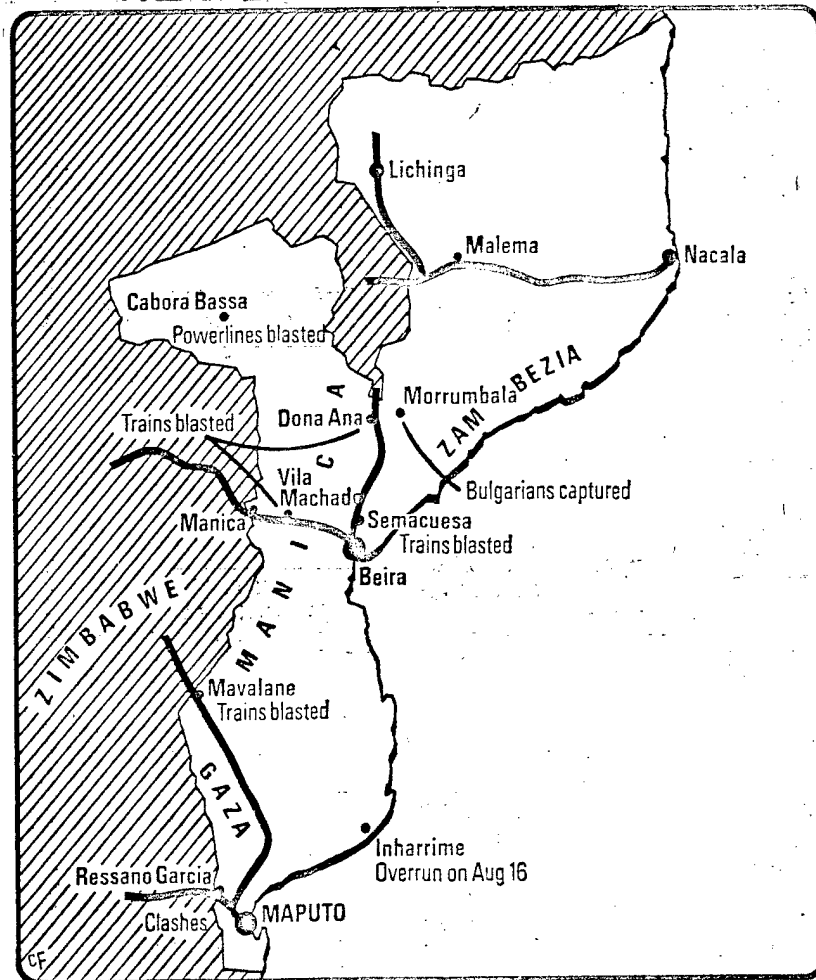 Lichinga
Malema
Nacala
Cabora Bassa
Powerlines blasted
ZAMBEZIA
Morrumbala
Dona Ana
Trains blasted
MANICA
Vila
Machado
Bulgarians captured
Manica
Semacuesa
Trains blasted
Beira
ZIMBABWE
Mavalane
Trains blasted
GAZA
Inharrime
Overrun on Aug 16
Ressano Garcia
Clashes
MAPUTO
CF